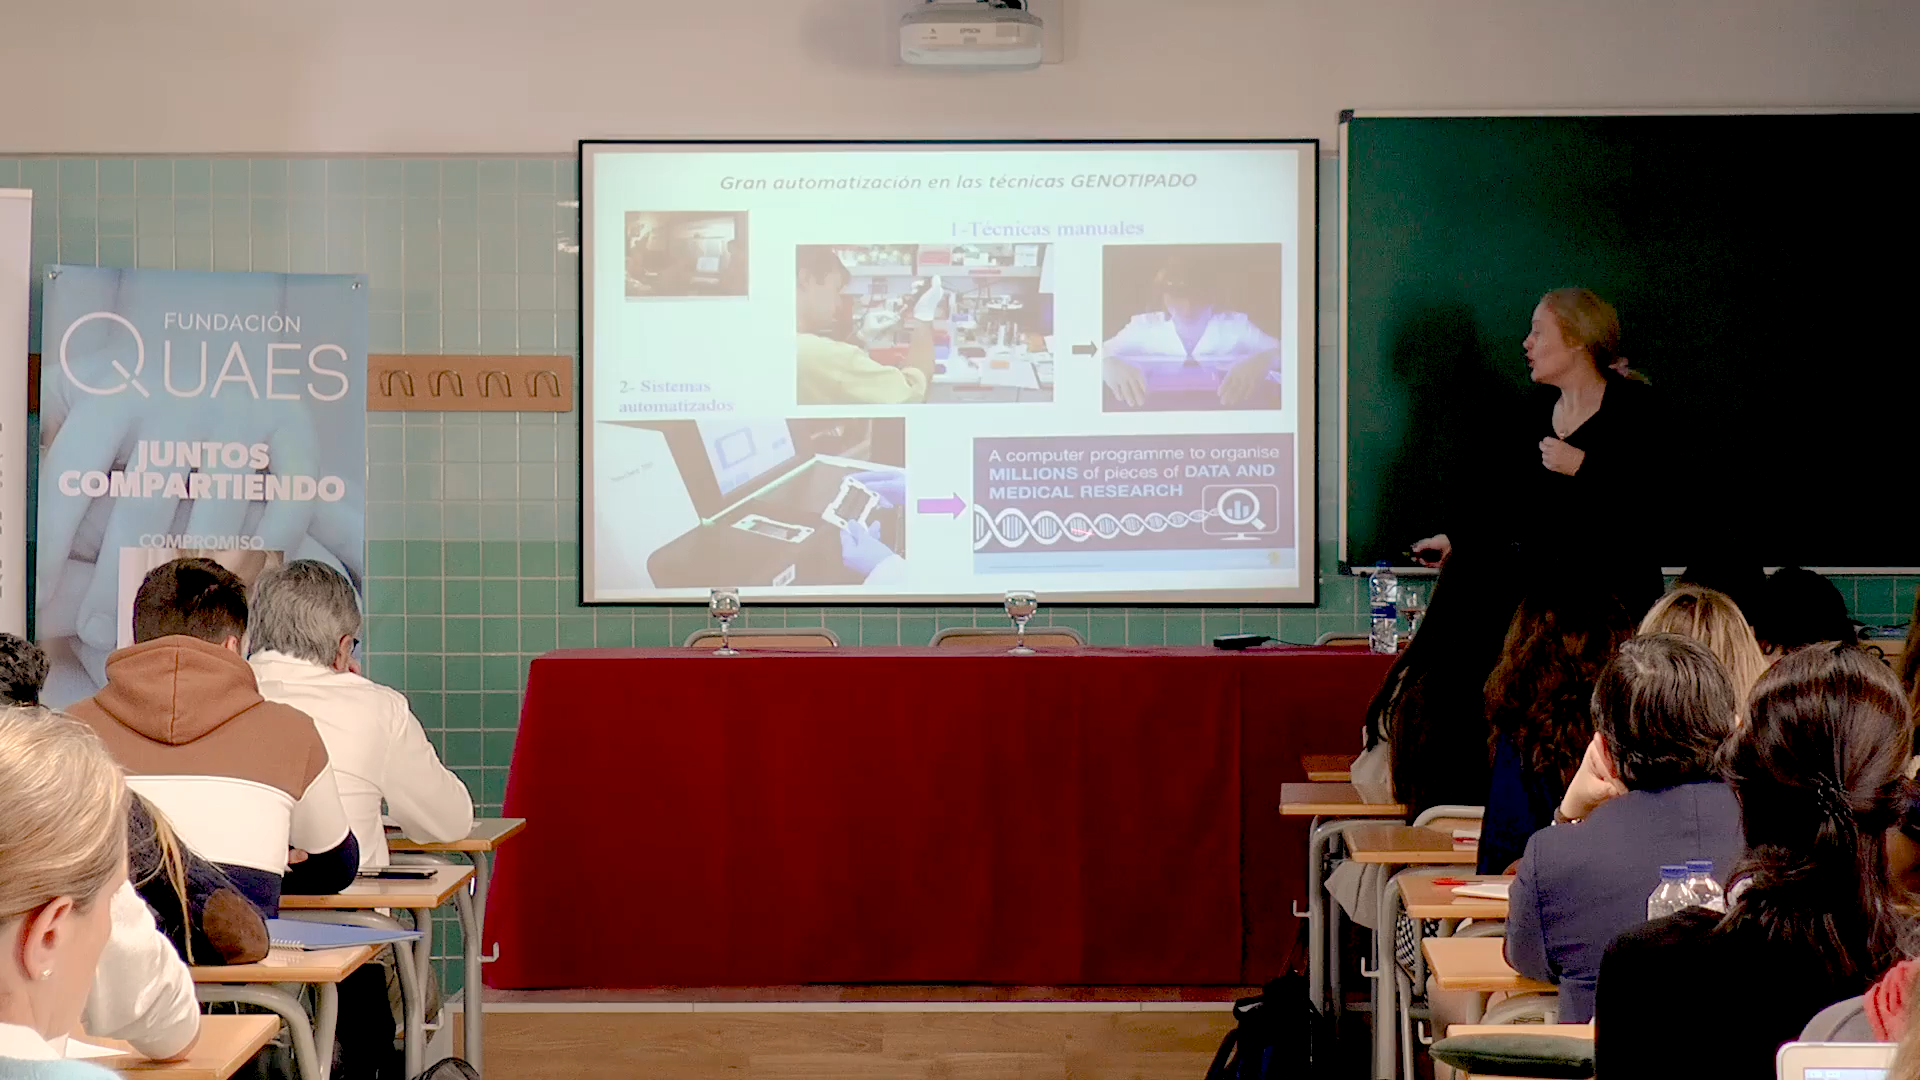 EPSON
Gran automatización en las técnicas GENOTIPADO
1-Técnicas manuales
2- Sistemas
automatizados
A computer programme to organise
MILLIONS of pieces of DATA AND
MEDICAL RESEARCH
FUNDACIÓN
QUAES
JUNTOS
COMPARTIENDO
COMPROMISO